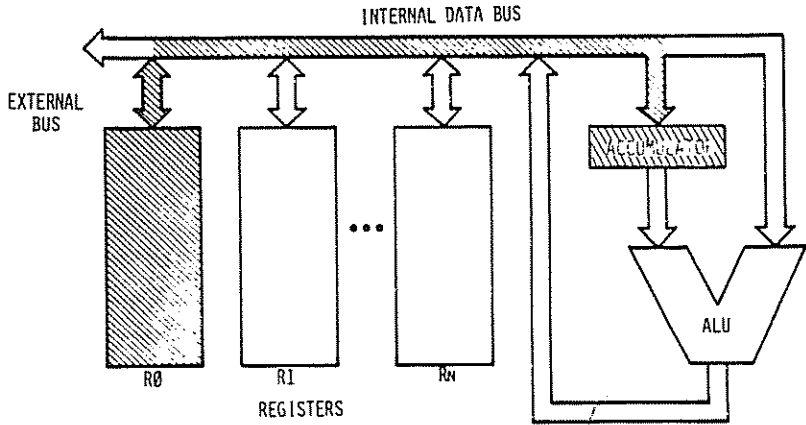 INTERNAL DATA BUS
EXTERNAL
BUS
ACCUMULATOR
•••
ALU
RØ
R1
RN
REGISTERS